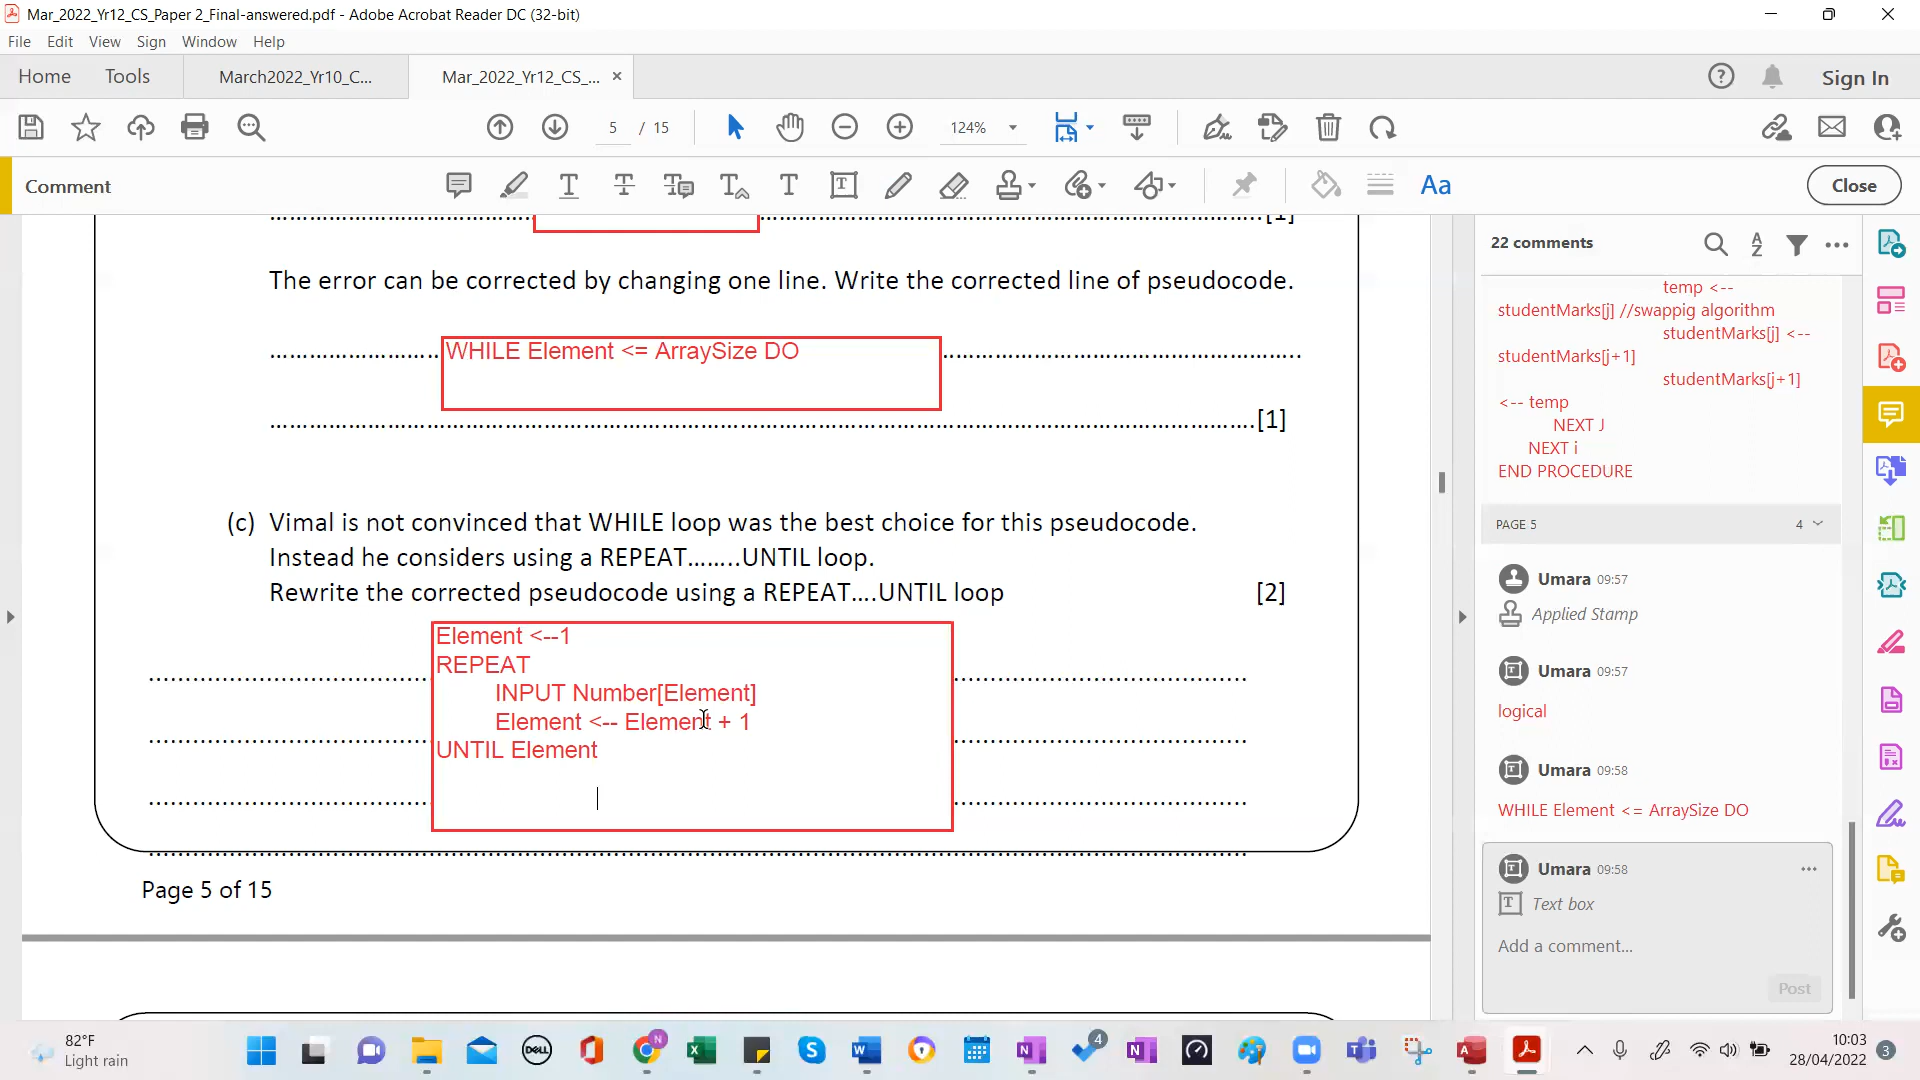 Mar_2022_Yr12_CS_Paper 2_Final-answered.pdf - Adobe Acrobat Reader DC (32-bit)
File Edit View Sign Window Help
Home Tools March2022_Yr10_C... Mar_2022_Yr12_CS_... ×
Sign In
5 / 15 124%
Comment
Aa
Close
[1]
The error can be corrected by changing one line. Write the corrected line of pseudocode.
WHILE Element <= ArraySize DO
[1]
(c) Vimal is not convinced that WHILE loop was the best choice for this pseudocode.
Instead he considers using a REPEAT........UNTIL loop.
Rewrite the corrected pseudocode using a REPEAT....UNTIL loop [2]
Element <--1
REPEAT
INPUT Number[Element]
Element <-- Element + 1
UNTIL Element
Page 5 of 15
22 comments
temp <--
studentMarks[j] //swappig algorithm
studentMarks[j] <--
studentMarks[j+1]
studentMarks[j+1]
<-- temp
NEXT J
NEXT i
END PROCEDURE
PAGE 5 4
Umara 09:57
Applied Stamp
Umara 09:57
logical
Umara 09:58
WHILE Element <= ArraySize DO
Umara 09:58
Text box
Add a comment...
Post
82°F
Light rain
DELL
N
4
10:03
28/04/2022
3